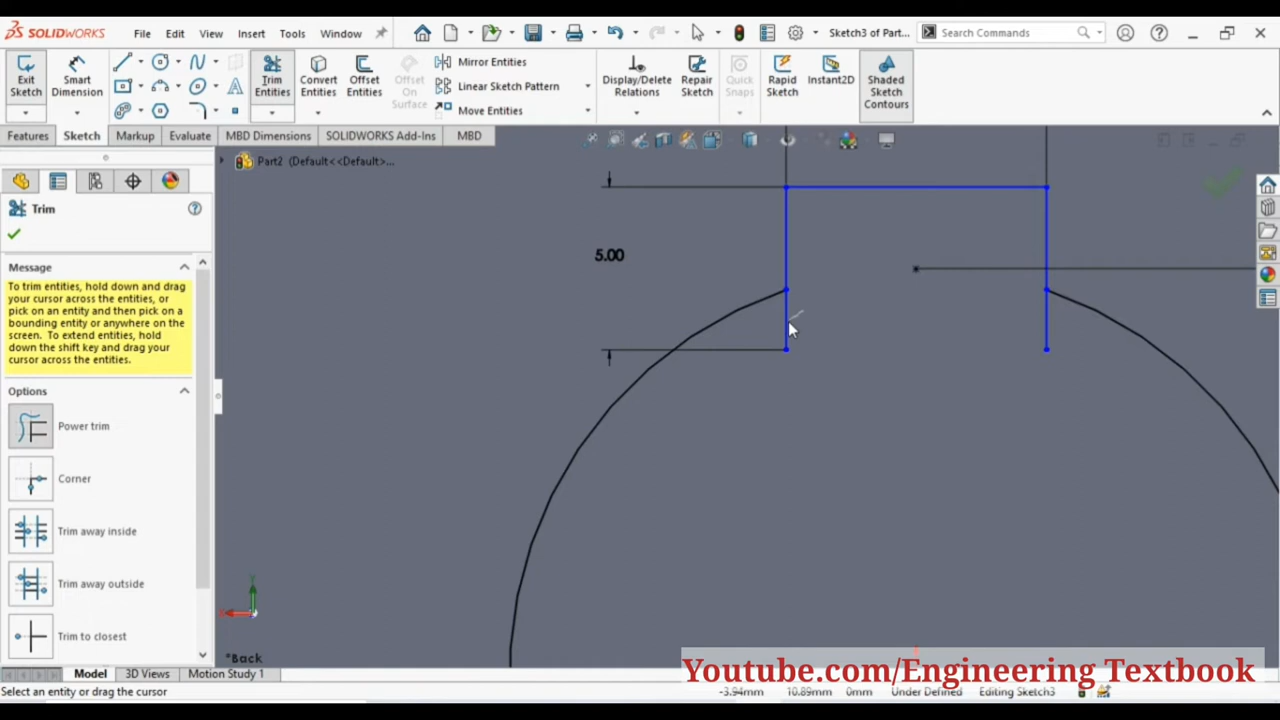 SOLIDWORKS File Edit View Insert Tools Window Sketch3 of Part... Search Commands
Exit Sketch
Smart Dimension
Trim Entities
Convert Entities
Offset Entities
Offset On Surface
Mirror Entities
Linear Sketch Pattern
Move Entities
Display/Delete Relations
Repair Sketch
Quick Snaps
Rapid Sketch
Instant2D
Shaded Sketch Contours
Features Sketch Markup Evaluate MBD Dimensions SOLIDWORKS Add-Ins MBD
Part2 (Default<<Default>...
Trim
Message
To trim entities, hold down and drag
your cursor across the entities, or
pick on an entity and then pick on a
bounding entity or anywhere on the
screen. To extend entities, hold
down the shift key and drag your
cursor across the entities.
Options
Power trim
Corner
Trim away inside
Trim away outside
Trim to closest
5.00
Y
*Back
Youtube.com/Engineering Textbook
Model 3D Views Motion Study 1
Select an entity or drag the cursor -3.94mm 10.89mm 0mm Under Defined Editing Sketch3